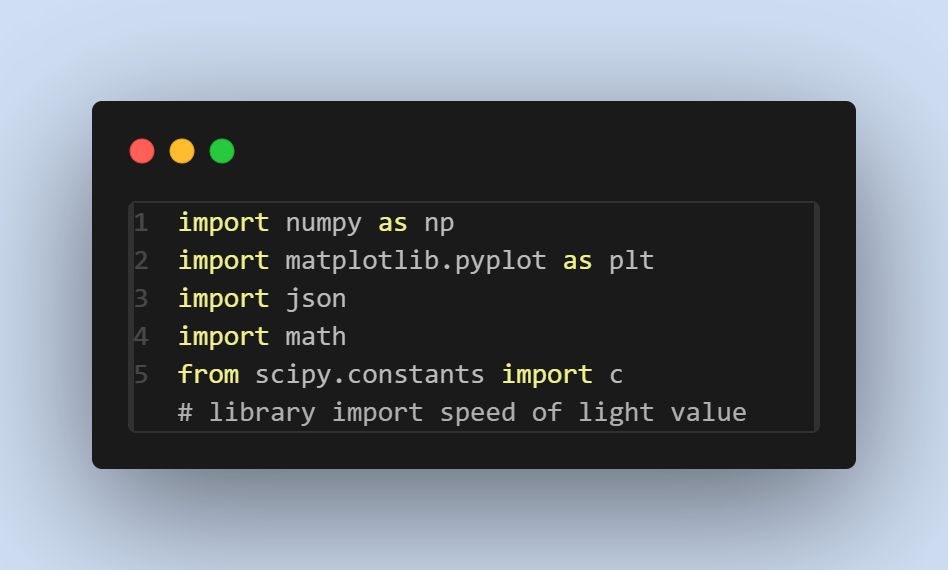 1 import numpy as np
2 import matplotlib.pyplot as plt
3 import json
4 import math
5 from scipy.constants import c
# library import speed of light value